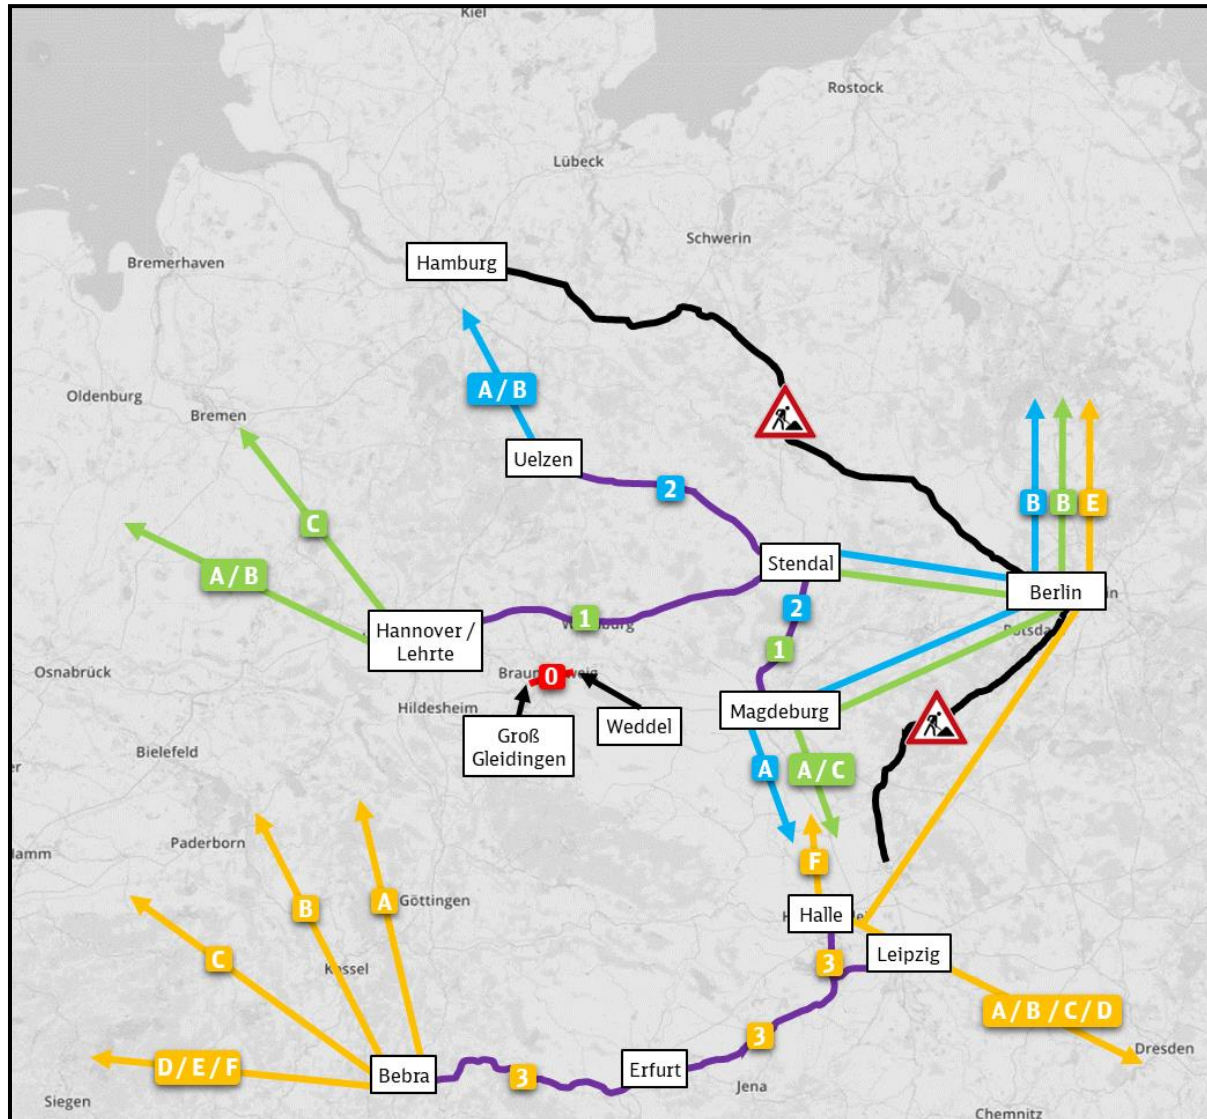 Kiel
Rostock
Lübeck
Schwerin
Hamburg
Bremerhaven
A / B
Oldenburg
Bremen
Uelzen
2
B
B
E
C
Stendal
A / B
Berlin
2
1
Hannover /
Lehrte
1
Osnabrück
0
Hildesheim
Magdeburg
Weddel
Groß
Gleidingen
Bielefeld
A
A / C
Paderborn
F
A
Göttingen
B
Halle
C
Kassel
3
Leipzig
A / B / C / D
3
Dresden
D / E / F
Bebra
3
Erfurt
Jena
Siegen
Chemnitz